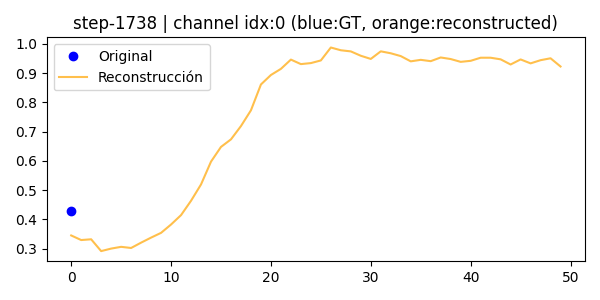 step-1738 | channel idx:0 (blue:GT, orange:reconstructed)
1.0
0.9
0.8
0.7
0.6
0.5
0.4
0.3
Original
Reconstrucción
0 10 20 30 40 50